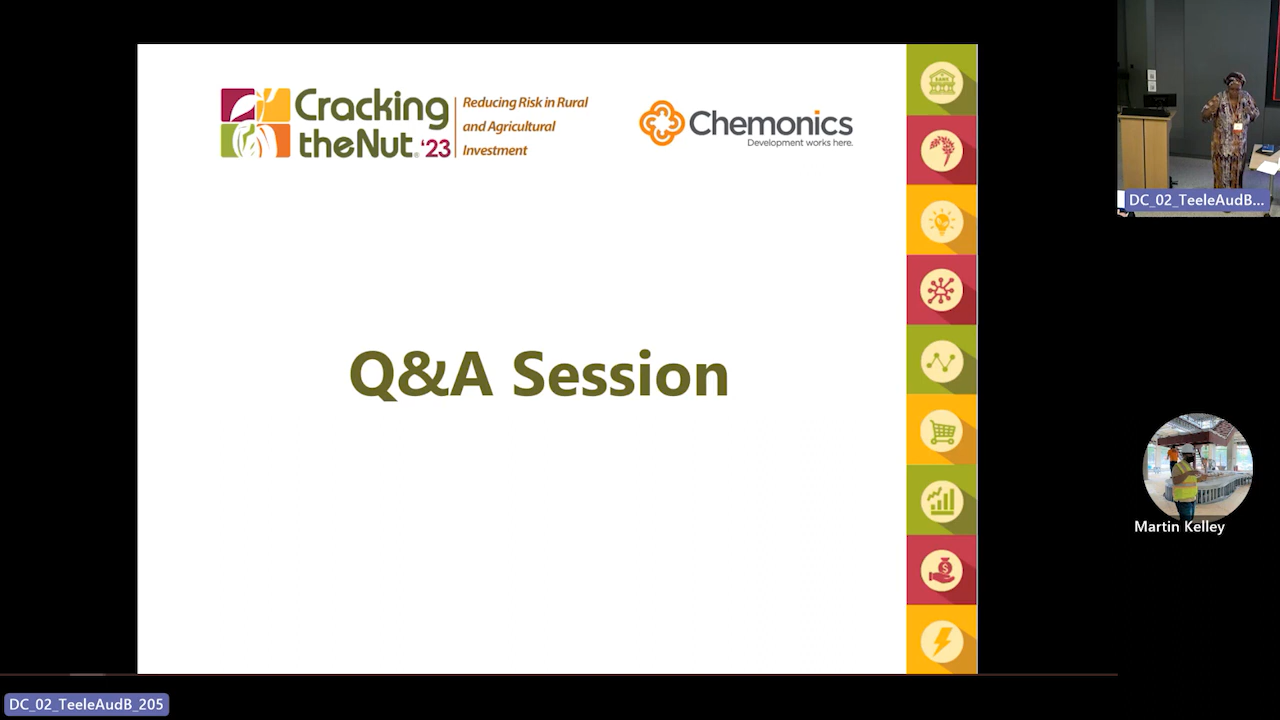 Cracking
theNut.® '23
Reducing Risk in Rural
and Agricultural
Investment
Chemonics
Development works here.
BANK
Q&A Session
DC_02_TeeleAudB...
Martin Kelley
DC_02_TeeleAudB_205